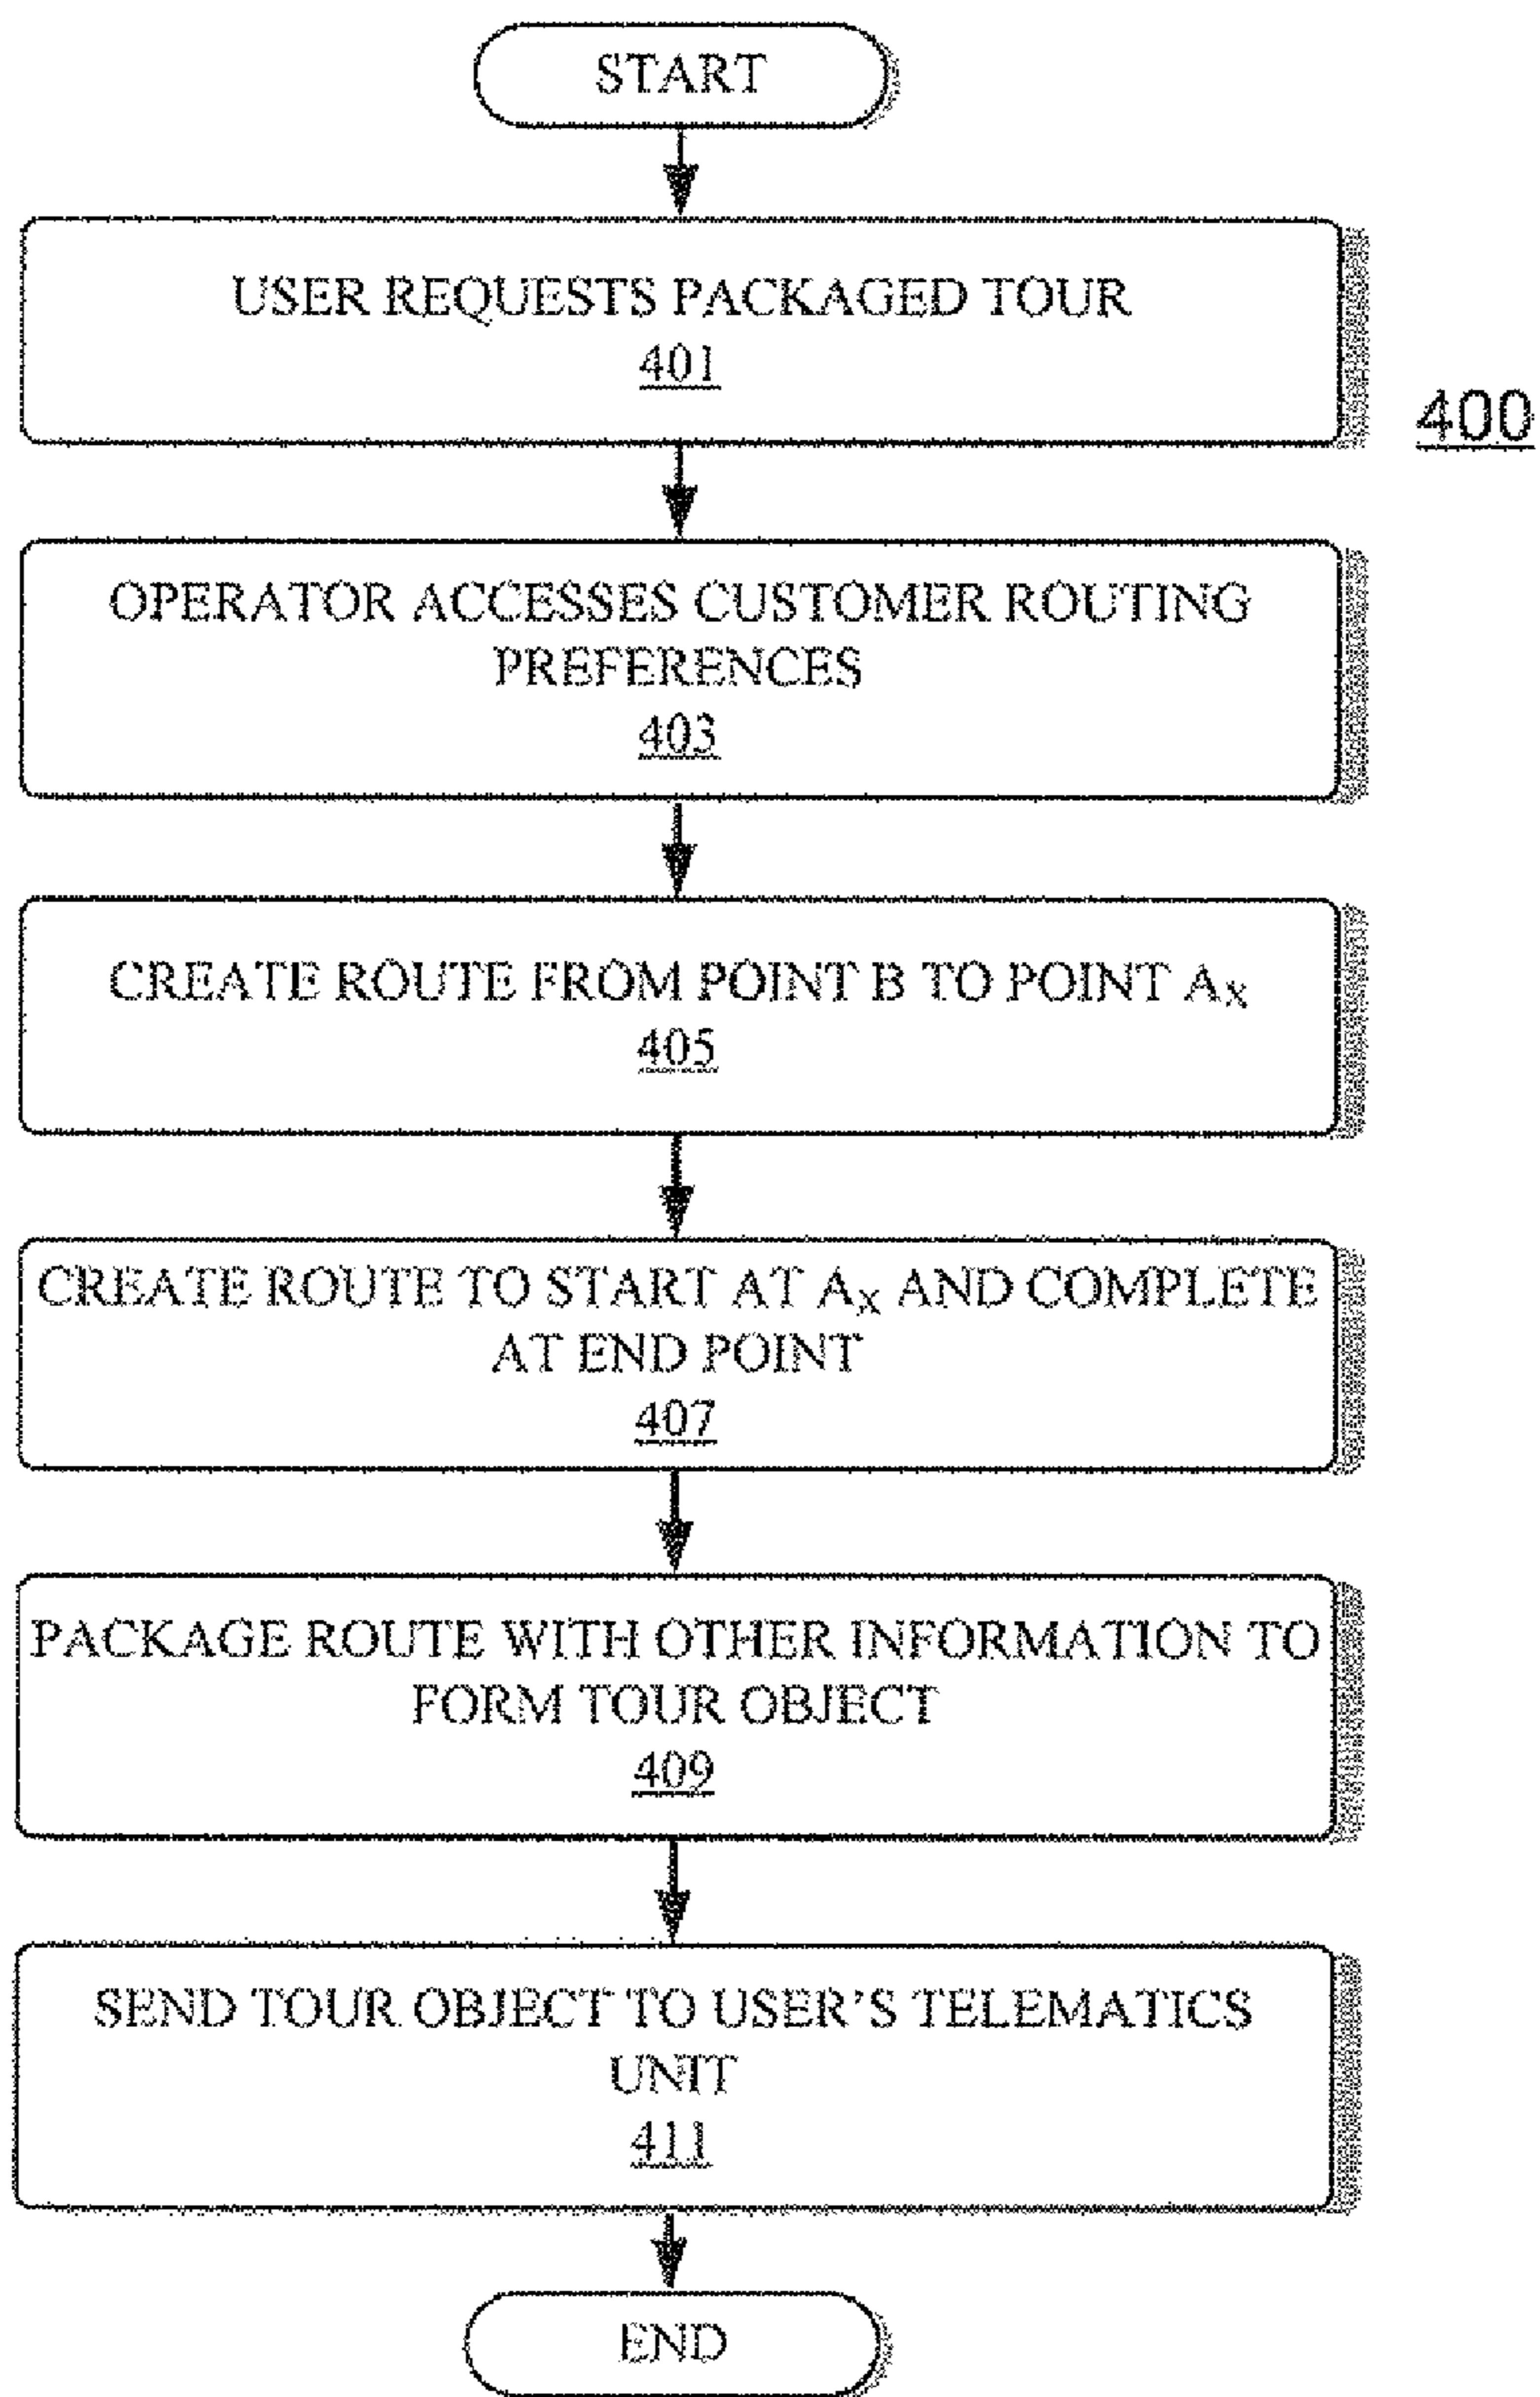 START
USER REQUESTS PACKAGED TOUR
401
400
OPERATOR ACCESSES CUSTOMER ROUTING
PREFERENCES
403
CREATE ROUTE FROM POINT B TO POINT AX
405
CREATE ROUTE TO START AT AX AND COMPLETE
AT END POINT
407
PACKAGE ROUTE WITH OTHER INFORMATION TO
FORM TOUR OBJECT
409
SEND TOUR OBJECT TO USER'S TELEMATICS
UNIT
411
END